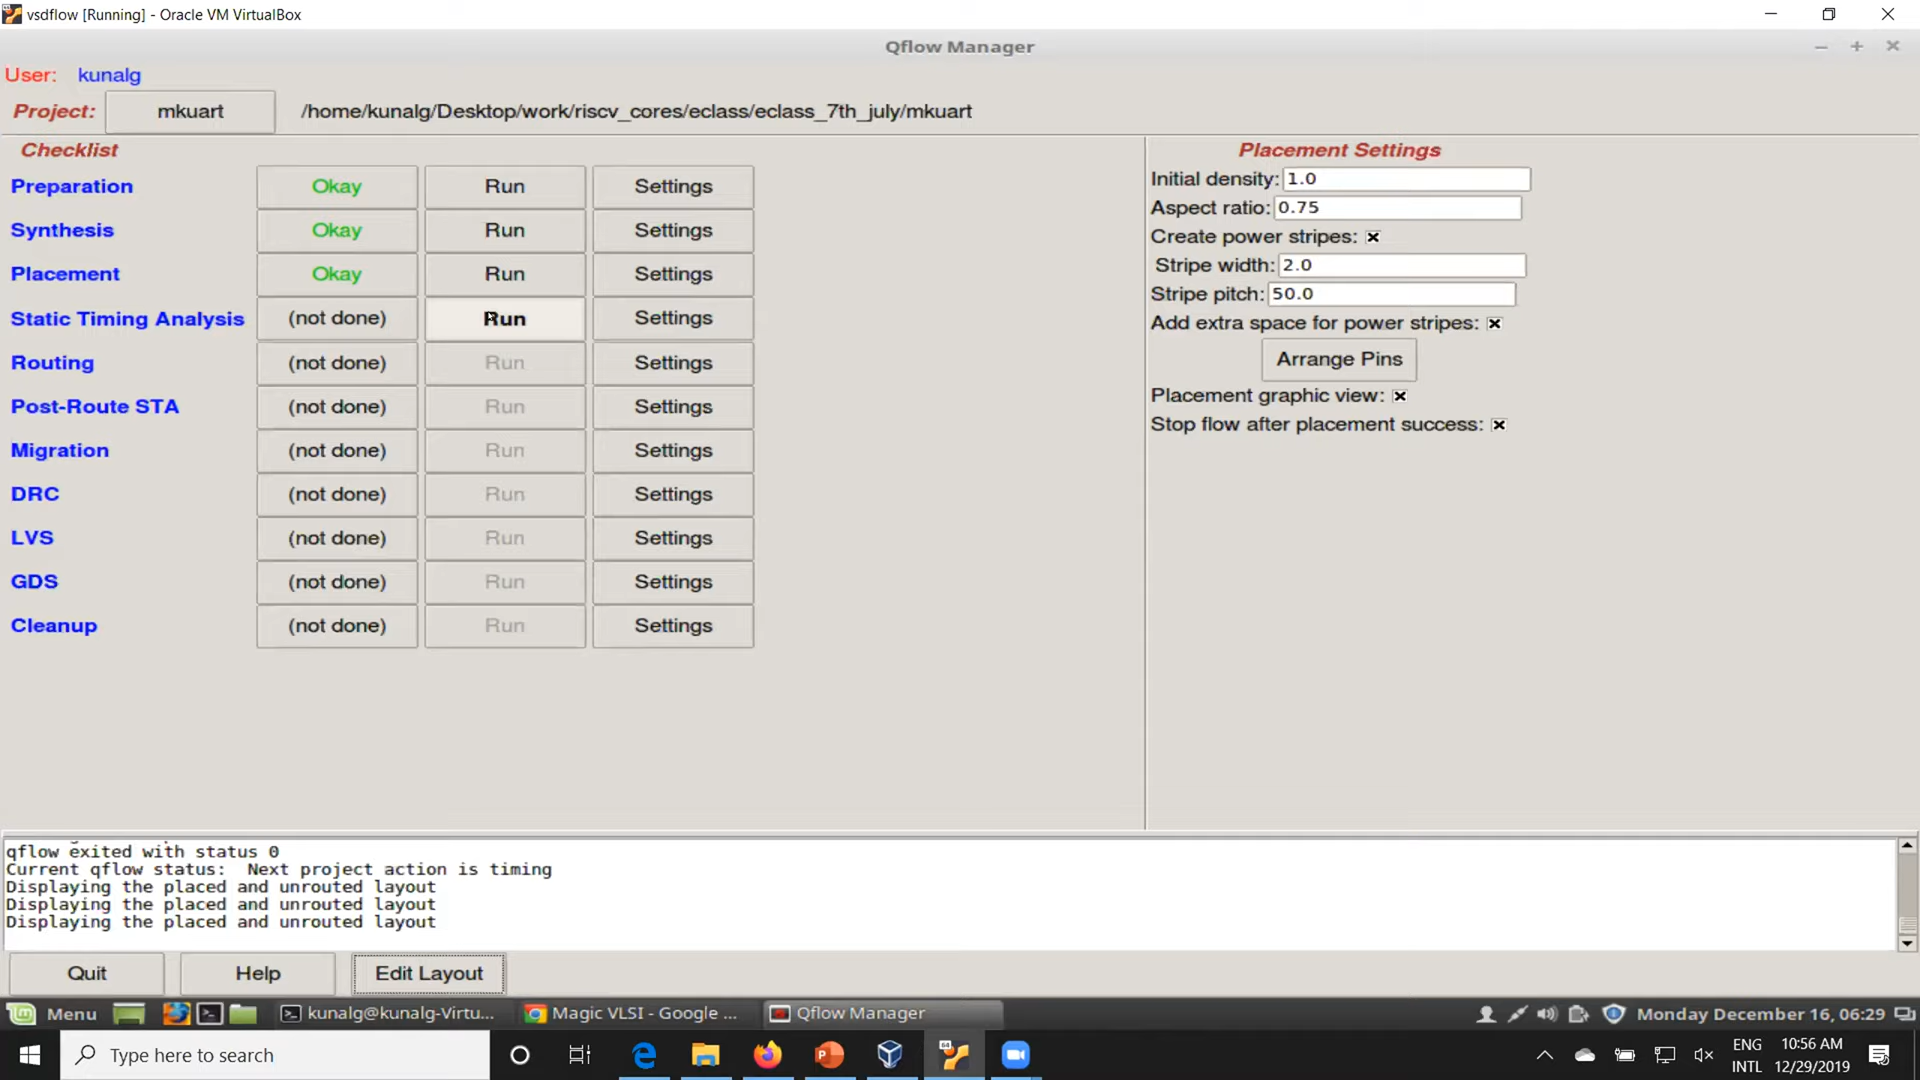 vsdflow [Running] - Oracle VM VirtualBox
Qflow Manager
User: kunalg
Project: mkuart /home/kunalg/Desktop/work/riscv_cores/eclass/eclass_7th_july/mkuart
Checklist
Preparation Okay Run Settings
Synthesis Okay Run Settings
Placement Okay Run Settings
Static Timing Analysis (not done) Run Settings
Routing (not done) Run Settings
Post-Route STA (not done) Run Settings
Migration (not done) Run Settings
DRC (not done) Run Settings
LVS (not done) Run Settings
GDS (not done) Run Settings
Cleanup (not done) Run Settings
Placement Settings
Initial density: 1.0
Aspect ratio: 0.75
Create power stripes:
Stripe width: 2.0
Stripe pitch: 50.0
Add extra space for power stripes:
Arrange Pins
Placement graphic view:
Stop flow after placement success:
qflow exited with status 0
Current qflow status: Next project action is timing
Displaying the placed and unrouted layout
Displaying the placed and unrouted layout
Displaying the placed and unrouted layout
Quit Help Edit Layout
Menu kunalg@kunalg-Virtu... Magic VLSI - Google ... Qflow Manager Monday December 16, 06:29
Type here to search
ENG 10:56 AM
INTL 12/29/2019